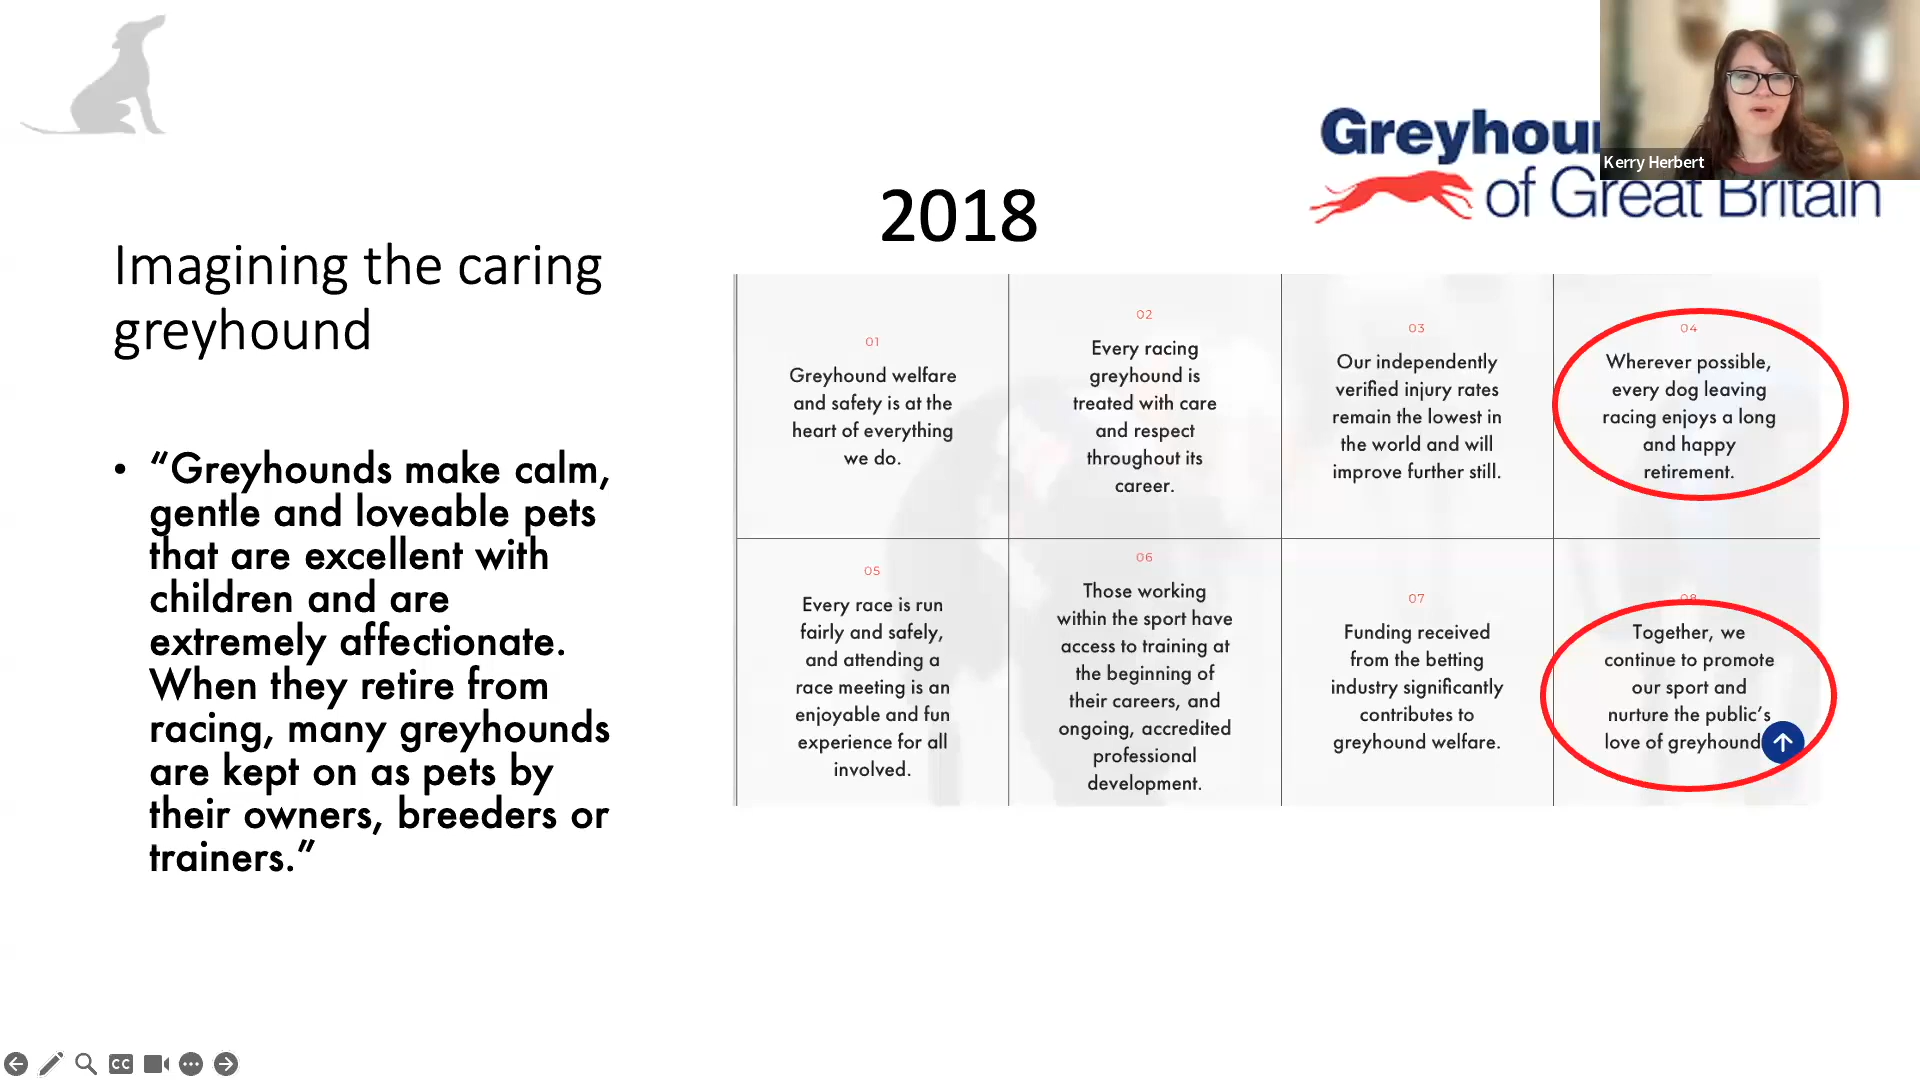 Greyhou
of Great Britain
Kerry Herbert
2018
Imagining the caring
greyhound
• “Greyhounds make calm,
gentle and loveable pets
that are excellent with
children and are
extremely affectionate.
When they retire from
racing, many greyhounds
are kept on as pets by
their owners, breeders or
trainers.”
01
Greyhound welfare
and safety is at the
heart of everything
we do.
02
Every racing
greyhound is
treated with care
and respect
throughout its
career.
03
Our independently
verified injury rates
remain the lowest in
the world and will
improve further still.
04
Wherever possible,
every dog leaving
racing enjoys a long
and happy
retirement.
05
Every race is run
fairly and safely,
and attending a
race meeting is an
enjoyable and fun
experience for all
involved.
06
Those working
within the sport have
access to training at
the beginning of
their careers, and
ongoing, accredited
professional
development.
07
Funding received
from the betting
industry significantly
contributes to
greyhound welfare.
08
Together, we
continue to promote
our sport and
nurture the public’s
love of greyhound
CC